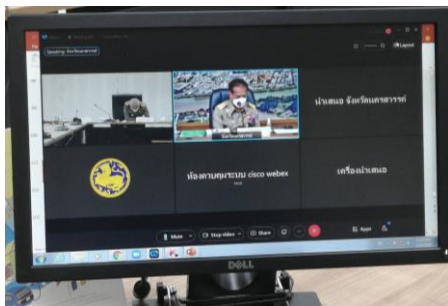 Layout
นำเสนอ จังหวัดนครสวรรค์
ห้องควบคุมระบบ cisco webex
เครื่องนำเสนอ
Mute
Stop video
Share
Apps
DELL